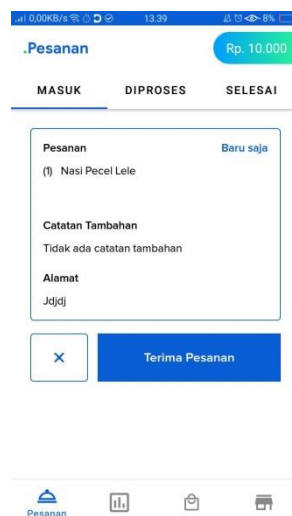 0,00KB/s 13.39 8%
.Pesanan Rp. 10.000
MASUK DIPROSES SELESAI
Pesanan Baru saja
(1) Nasi Pecel Lele
Catatan Tambahan
Tidak ada catatan tambahan
Alamat
Jdjdj
× Terima Pesanan
Pesanan